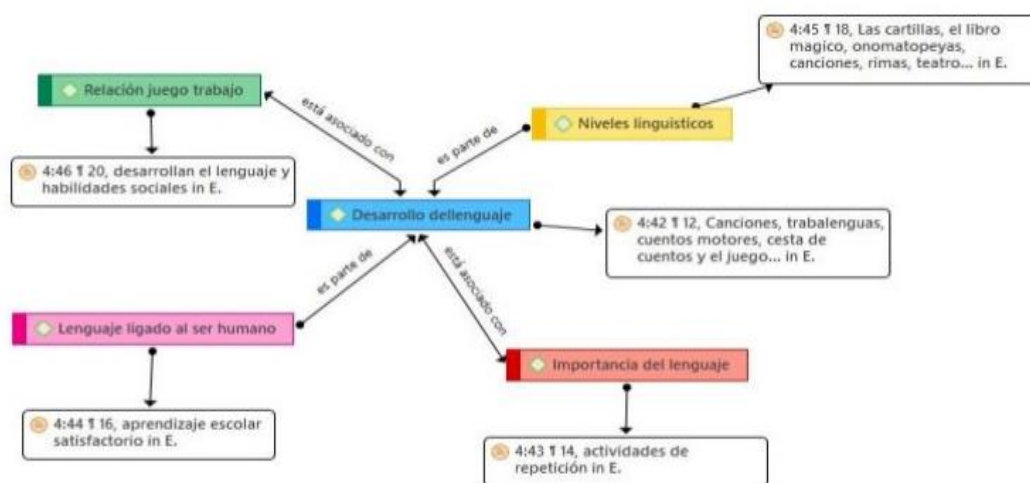 4:45 ¶ 18, Las cartillas, el libro
magico, onomatopeyas,
canciones, rimas, teatro... in E.
Relación juego trabajo
está asociado con
es parte de
Niveles linguisticos
4:46 ¶ 20, desarrollan el lenguaje y
habilidades sociales in E.
Desarrollo dellenguaje
4:42 ¶ 12, Canciones, trabalenguas,
cuentos motores, cesta de
cuentos y el juego... in E.
es parte de
está asociado con
Lenguaje ligado al ser humano
Importancia del lenguaje
4:44 ¶ 16, aprendizaje escolar
satisfactorio in E.
4:43 ¶ 14, actividades de
repetición in E.